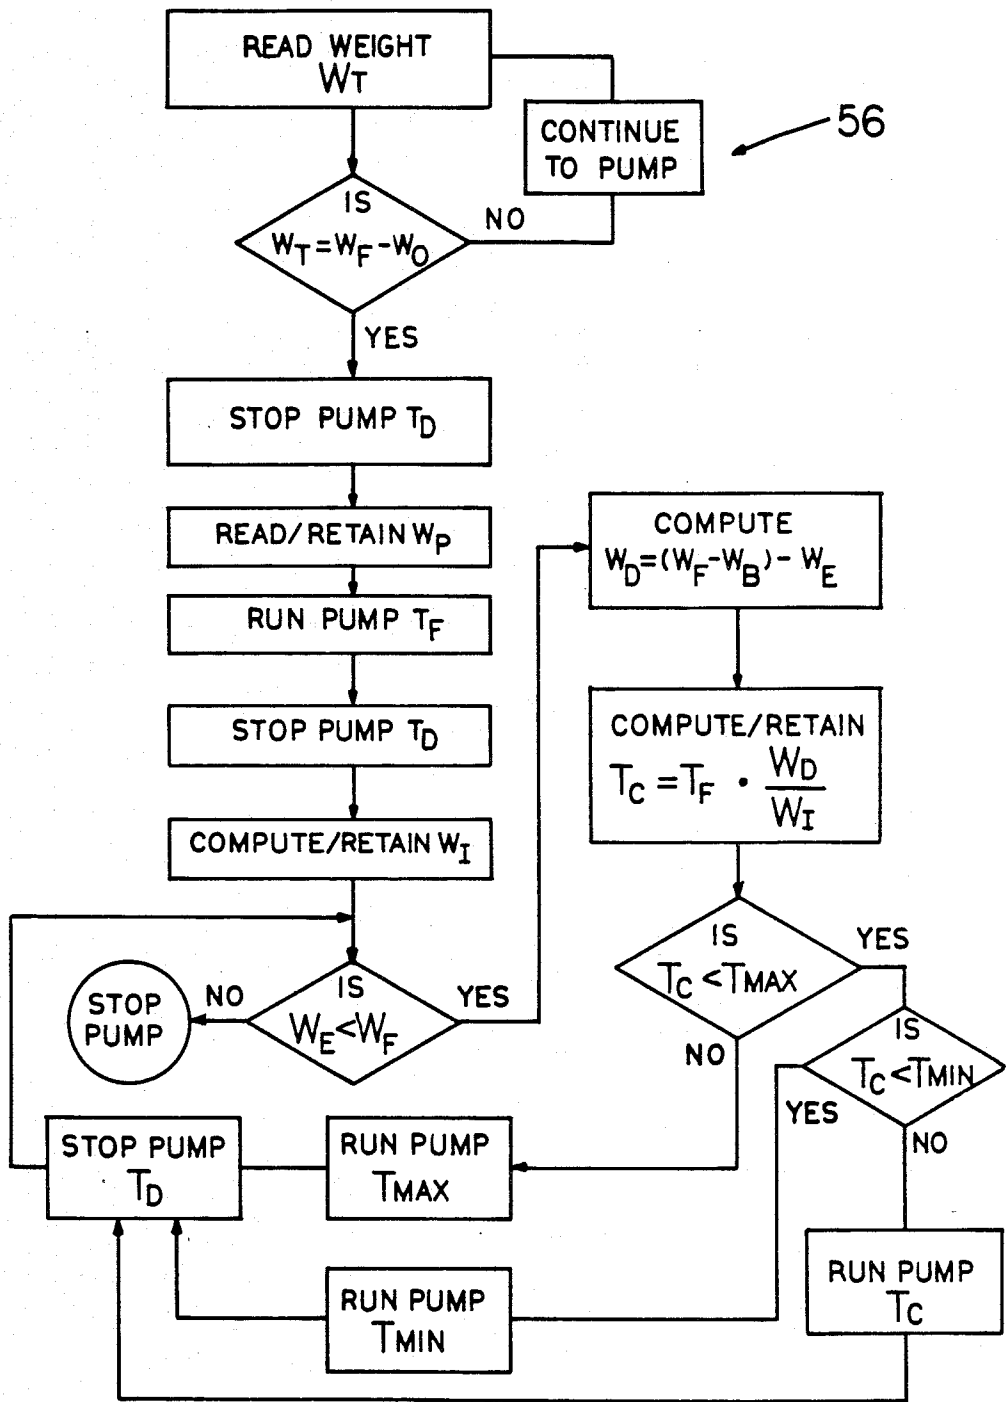 READ WEIGHT
WT
CONTINUE
TO PUMP
56
IS
WT=WF-WO
NO
YES
STOP PUMP TD
READ/RETAIN WP
RUN PUMP TF
STOP PUMP TD
COMPUTE/RETAIN WI
IS
WE<WF
NO
YES
STOP
PUMP
COMPUTE
WD=(WF-WB)-WE
COMPUTE/RETAIN
TC=TF · WD/WI
IS
TC<TMAX
YES
NO
IS
TC<TMIN
YES
NO
STOP PUMP
TD
RUN PUMP
TMAX
RUN PUMP
TMIN
RUN PUMP
TC